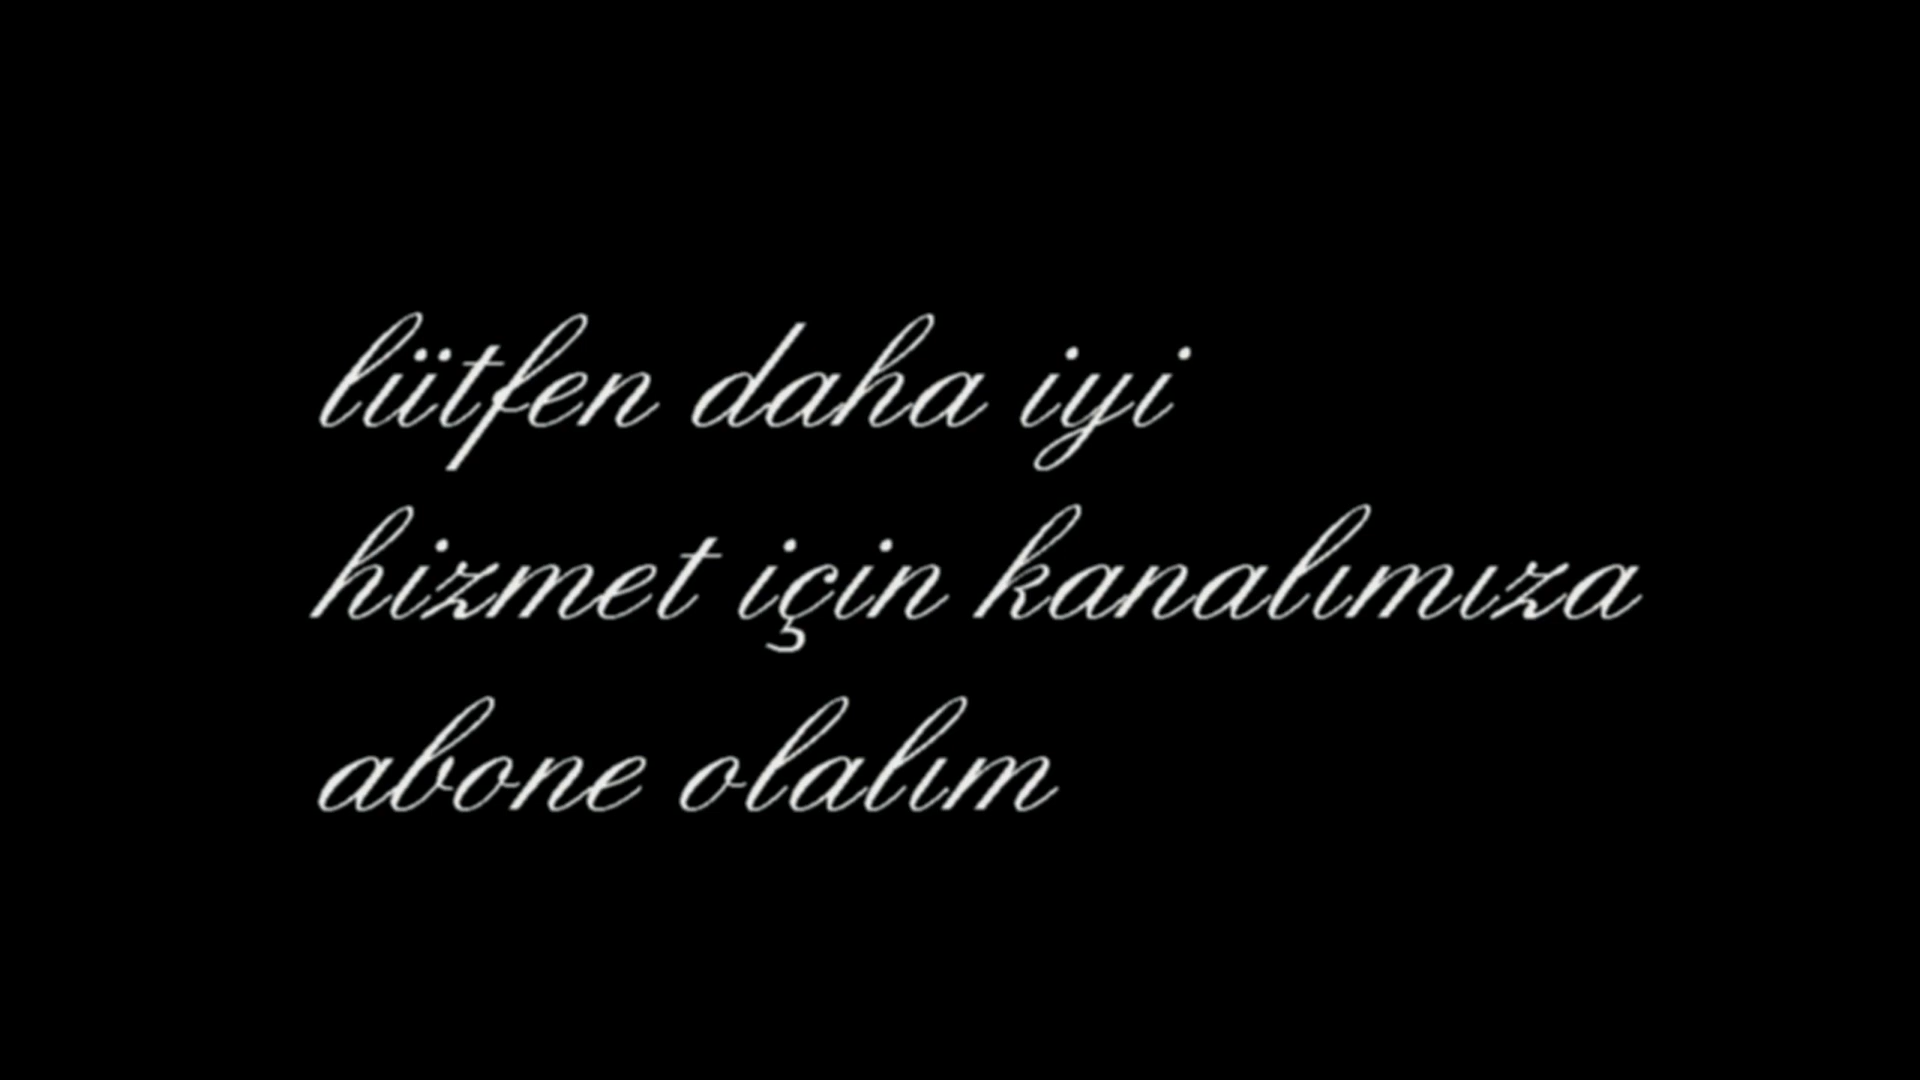 lütfen daha iyi
hizmet için kanalımıza
abone olalım